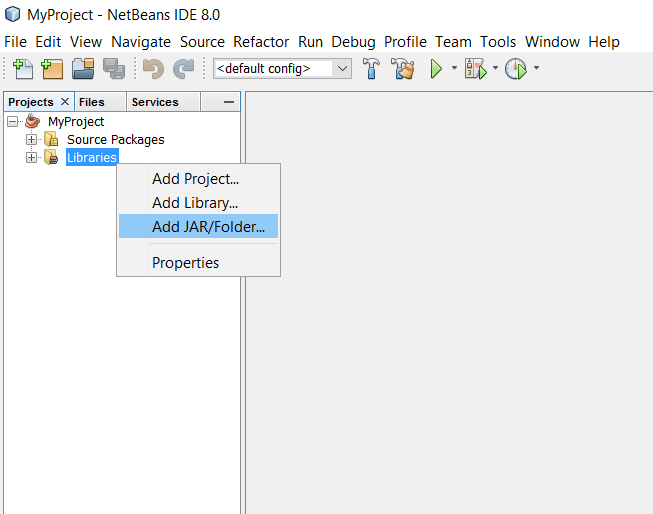 MyProject - NetBeans IDE 8.0
File Edit View Navigate Source Refactor Run Debug Profile Team Tools Window Help
<default config>
Projects Files Services
MyProject
Source Packages
Libraries
Add Project...
Add Library...
Add JAR/Folder...
Properties